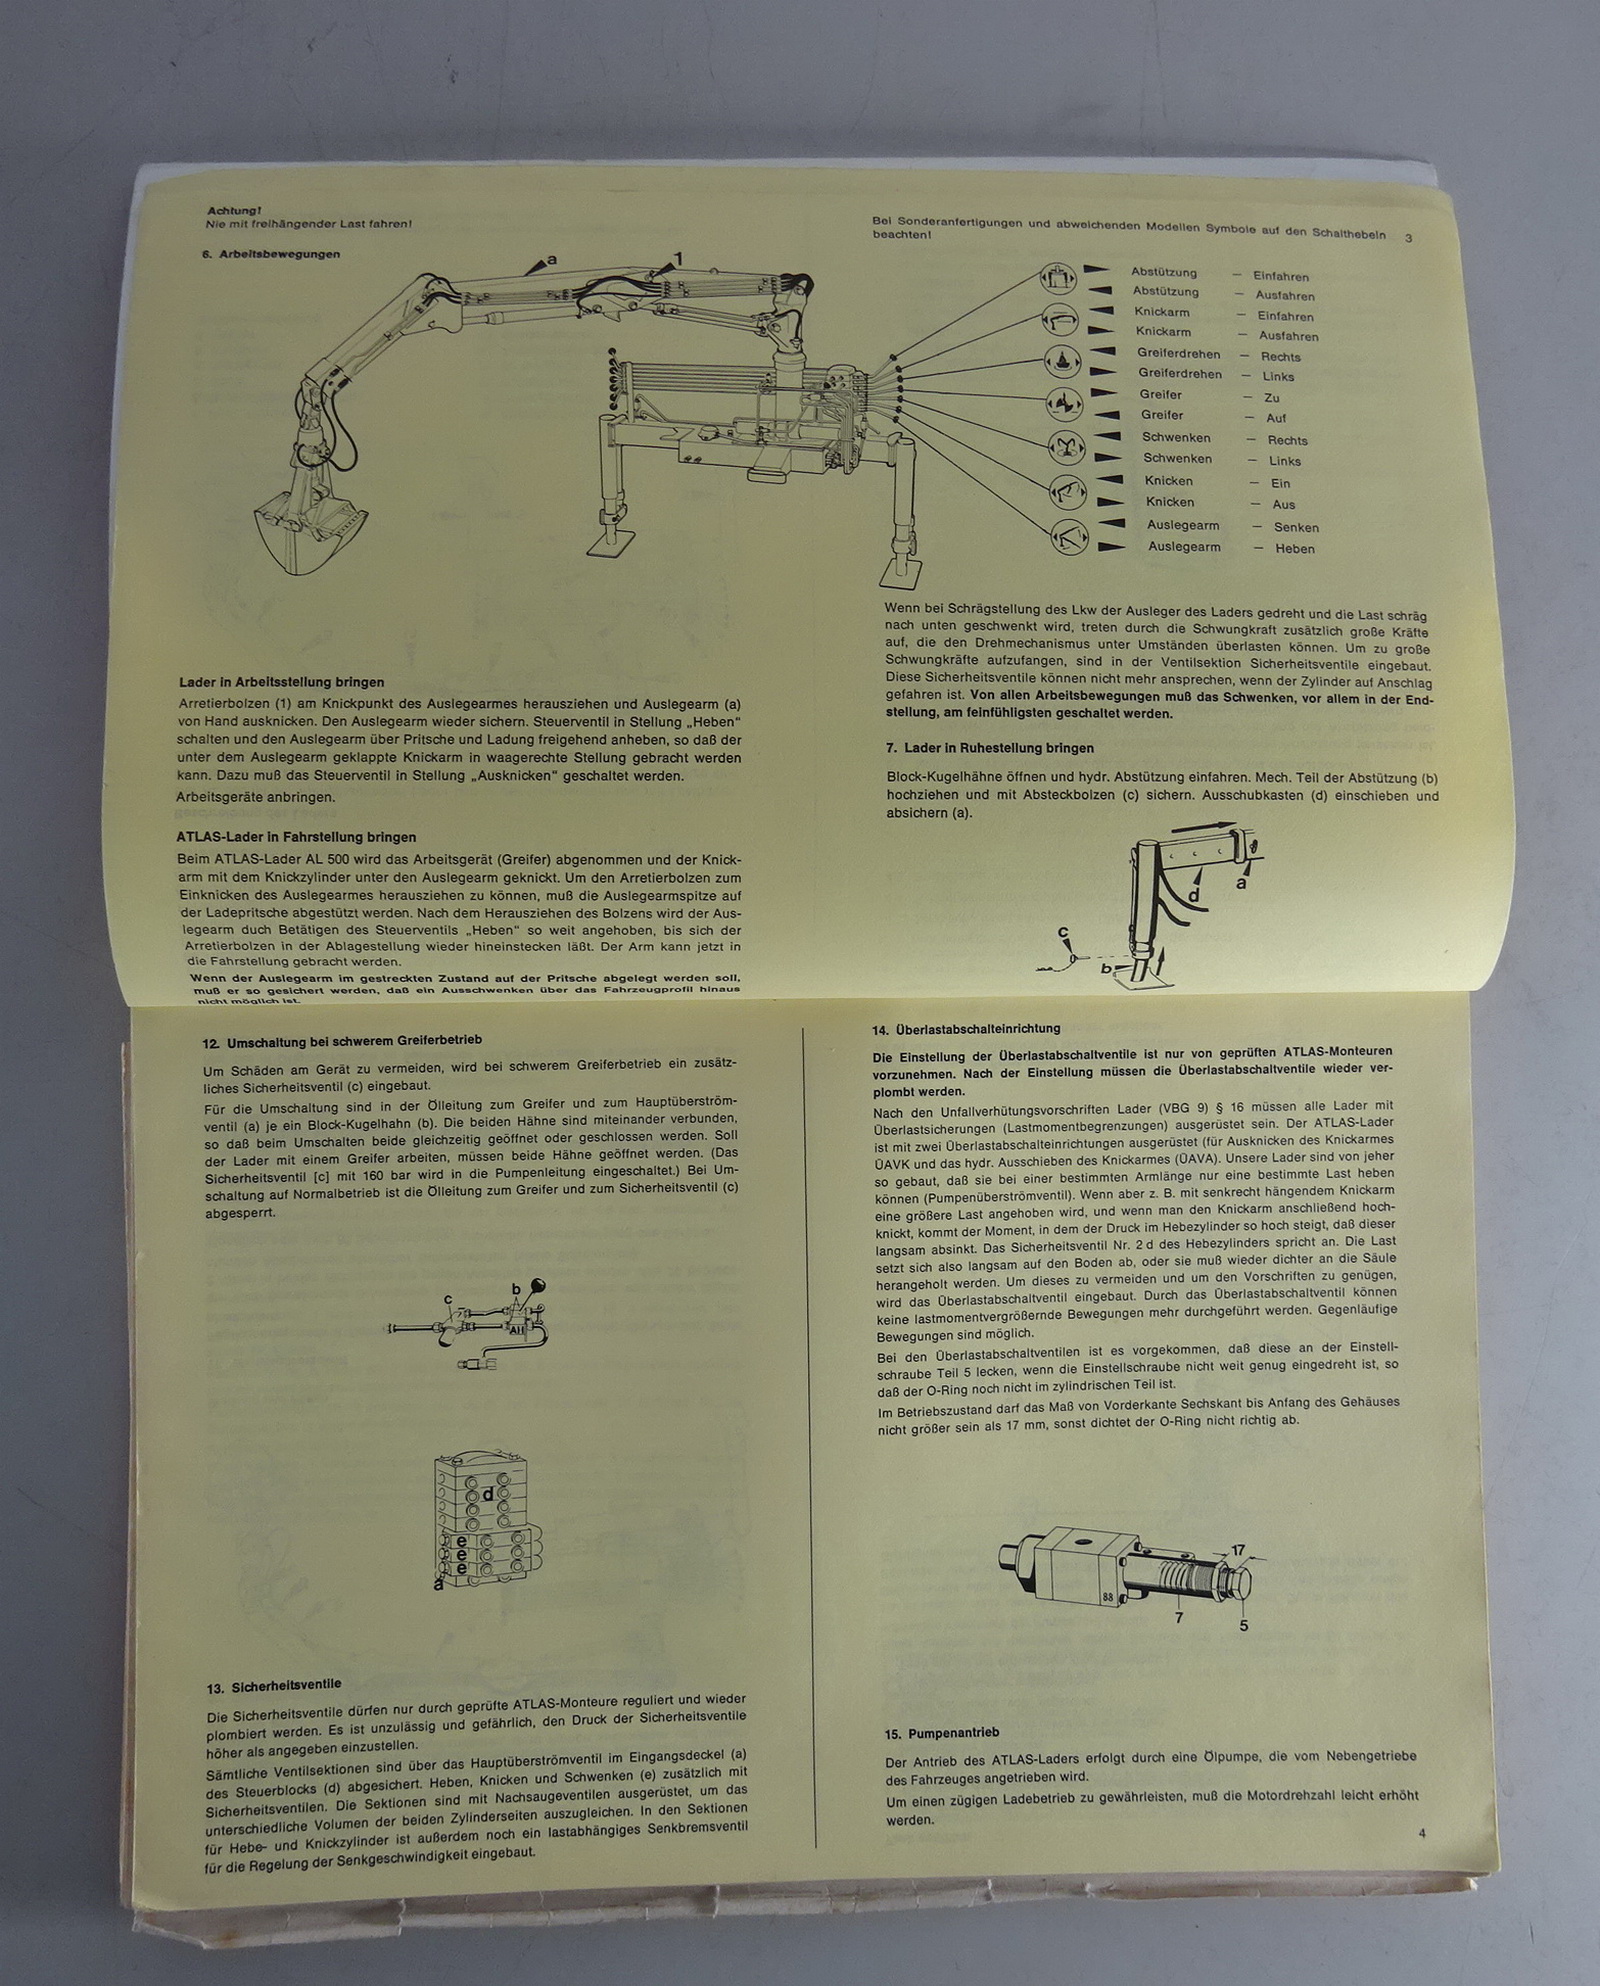 Achtung!
Nie mit freihängender Last fahren!
6. Arbeitsbewegungen
a
1
Lader in Arbeitsstellung bringen
Arretierbolzen (1) am Knickpunkt des Auslegearmes herausziehen und Auslegearm (a)
von Hand ausknicken. Den Auslegearm wieder sichern. Steuerventil in Stellung „Heben“
schalten und den Auslegearm über Pritsche und Ladung freigehend anheben, so daß der
unter dem Auslegearm geklappte Knickarm in waagerechte Stellung gebracht werden
kann. Dazu muß das Steuerventil in Stellung „Ausknicken“ geschaltet werden.
Arbeitsgeräte anbringen.
ATLAS-Lader in Fahrstellung bringen
Beim ATLAS-Lader AL 500 wird das Arbeitsgerät (Greifer) abgenommen und der Knick-
arm mit dem Knickzylinder unter den Auslegearm geknickt. Um den Arretierbolzen zum
Einknicken des Auslegearmes herausziehen zu können, muß die Auslegearmspitze auf
der Ladepritsche abgestützt werden. Nach dem Herausziehen des Bolzens wird der Aus-
legearm duch Betätigen des Steuerventils „Heben“ so weit angehoben, bis sich der
Arretierbolzen in der Ablagestellung wieder hineinstecken läßt. Der Arm kann jetzt in
die Fahrstellung gebracht werden.
Wenn der Auslegearm im gestreckten Zustand auf der Pritsche abgelegt werden soll,
muß er so gesichert werden, daß ein Ausschwenken über das Fahrzeugprofil hinaus
nicht möglich ist.
Bei Sonderanfertigungen und abweichenden Modellen Symbole auf den Schalthebeln 3
beachten!
Abstützung – Einfahren
Abstützung – Ausfahren
Knickarm – Einfahren
Knickarm – Ausfahren
Greiferdrehen – Rechts
Greiferdrehen – Links
Greifer – Zu
Greifer – Auf
Schwenken – Rechts
Schwenken – Links
Knicken – Ein
Knicken – Aus
Auslegearm – Senken
Auslegearm – Heben
Wenn bei Schrägstellung des Lkw der Ausleger des Laders gedreht und die Last schräg
nach unten geschwenkt wird, treten durch die Schwungkraft zusätzlich große Kräfte
auf, die den Drehmechanismus unter Umständen überlasten können. Um zu große
Schwungkräfte aufzufangen, sind in der Ventilsektion Sicherheitsventile eingebaut.
Diese Sicherheitsventile können nicht mehr ansprechen, wenn der Zylinder auf Anschlag
gefahren ist. Von allen Arbeitsbewegungen muß das Schwenken, vor allem in der End-
stellung, am feinfühligsten geschaltet werden.
7. Lader in Ruhestellung bringen
Block-Kugelhähne öffnen und hydr. Abstützung einfahren. Mech. Teil der Abstützung (b)
hochziehen und mit Absteckbolzen (c) sichern. Ausschubkasten (d) einschieben und
absichern (a).
d
a
c
b
12. Umschaltung bei schwerem Greiferbetrieb
Um Schäden am Gerät zu vermeiden, wird bei schwerem Greiferbetrieb ein zusätz-
liches Sicherheitsventil (c) eingebaut.
Für die Umschaltung sind in der Ölleitung zum Greifer und zum Hauptüberström-
ventil (a) je ein Block-Kugelhahn (b). Die beiden Hähne sind miteinander verbunden,
so daß beim Umschalten beide gleichzeitig geöffnet oder geschlossen werden. Soll
der Lader mit einem Greifer arbeiten, müssen beide Hähne geöffnet werden. (Das
Sicherheitsventil [c] mit 160 bar wird in die Pumpenleitung eingeschaltet.) Bei Um-
schaltung auf Normalbetrieb ist die Ölleitung zum Greifer und zum Sicherheitsventil (c)
abgesperrt.
c
b
d
e
e
e
a
13. Sicherheitsventile
Die Sicherheitsventile dürfen nur durch geprüfte ATLAS-Monteure reguliert und wieder
plombiert werden. Es ist unzulässig und gefährlich, den Druck der Sicherheitsventile
höher als angegeben einzustellen.
Sämtliche Ventilsektionen sind über das Hauptüberströmventil im Eingangsdeckel (a)
des Steuerblocks (d) abgesichert. Heben, Knicken und Schwenken (e) zusätzlich mit
Sicherheitsventilen. Die Sektionen sind mit Nachsaugeventilen ausgerüstet, um das
unterschiedliche Volumen der beiden Zylinderseiten auszugleichen. In den Sektionen
für Hebe- und Knickzylinder ist außerdem noch ein lastabhängiges Senkbremsventil
für die Regelung der Senkgeschwindigkeit eingebaut.
14. Überlastabschalteinrichtung
Die Einstellung der Überlastabschaltventile ist nur von geprüften ATLAS-Monteuren
vorzunehmen. Nach der Einstellung müssen die Überlastabschaltventile wieder ver-
plombt werden.
Nach den Unfallverhütungsvorschriften Lader (VBG 9) § 16 müssen alle Lader mit
Überlastsicherungen (Lastmomentbegrenzungen) ausgerüstet sein. Der ATLAS-Lader
ist mit zwei Überlastabschalteinrichtungen ausgerüstet (für Ausknicken des Knickarmes
ÜAVK und das hydr. Ausschieben des Knickarmes (ÜAVA). Unsere Lader sind von jeher
so gebaut, daß sie bei einer bestimmten Armlänge nur eine bestimmte Last heben
können (Pumpenüberströmventil). Wenn aber z. B. mit senkrecht hängendem Knickarm
eine größere Last angehoben wird, und wenn man den Knickarm anschließend hoch-
knickt, kommt der Moment, in dem der Druck im Hebezylinder so hoch steigt, daß dieser
langsam absinkt. Das Sicherheitsventil Nr. 2 d des Hebezylinders spricht an. Die Last
setzt sich also langsam auf den Boden ab, oder sie muß wieder dichter an die Säule
herangeholt werden. Um dieses zu vermeiden und um den Vorschriften zu genügen,
wird das Überlastabschaltventil eingebaut. Durch das Überlastabschaltventil können
keine lastmomentvergrößernde Bewegungen mehr durchgeführt werden. Gegenläufige
Bewegungen sind möglich.
Bei den Überlastabschaltventilen ist es vorgekommen, daß diese an der Einstell-
schraube Teil 5 lecken, wenn die Einstellschraube nicht weit genug eingedreht ist, so
daß der O-Ring noch nicht im zylindrischen Teil ist.
Im Betriebszustand darf das Maß von Vorderkante Sechskant bis Anfang des Gehäuses
nicht größer sein als 17 mm, sonst dichtet der O-Ring nicht richtig ab.
17
88
7
5
15. Pumpenantrieb
Der Antrieb des ATLAS-Laders erfolgt durch eine Ölpumpe, die vom Nebengetriebe
des Fahrzeuges angetrieben wird.
Um einen zügigen Ladebetrieb zu gewährleisten, muß die Motordrehzahl leicht erhöht
werden.
4